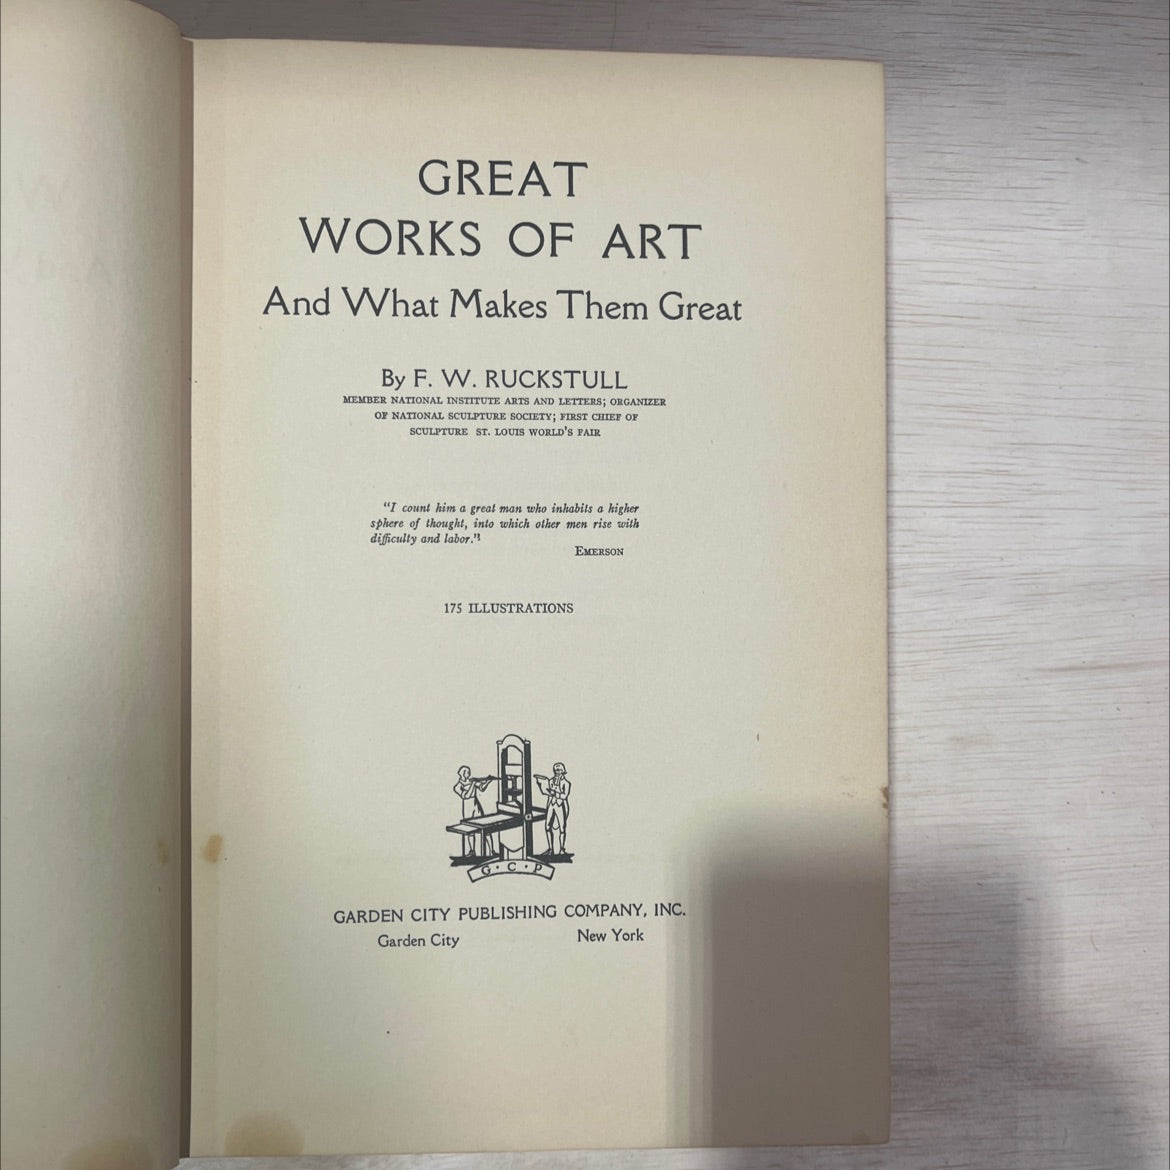 GREAT
WORKS OF ART
And What Makes Them Great
By F. W. RUCKSTULL
MEMBER NATIONAL INSTITUTE ARTS AND LETTERS; ORGANIZER
OF NATIONAL SCULPTURE SOCIETY; FIRST CHIEF OF
SCULPTURE ST. LOUIS WORLD'S FAIR
"I count him a great man who inhabits a higher
sphere of thought, into which other men rise with
difficulty and labor."
EMERSON
175 ILLUSTRATIONS
G·C·P
GARDEN CITY PUBLISHING COMPANY, INC.
Garden City New York